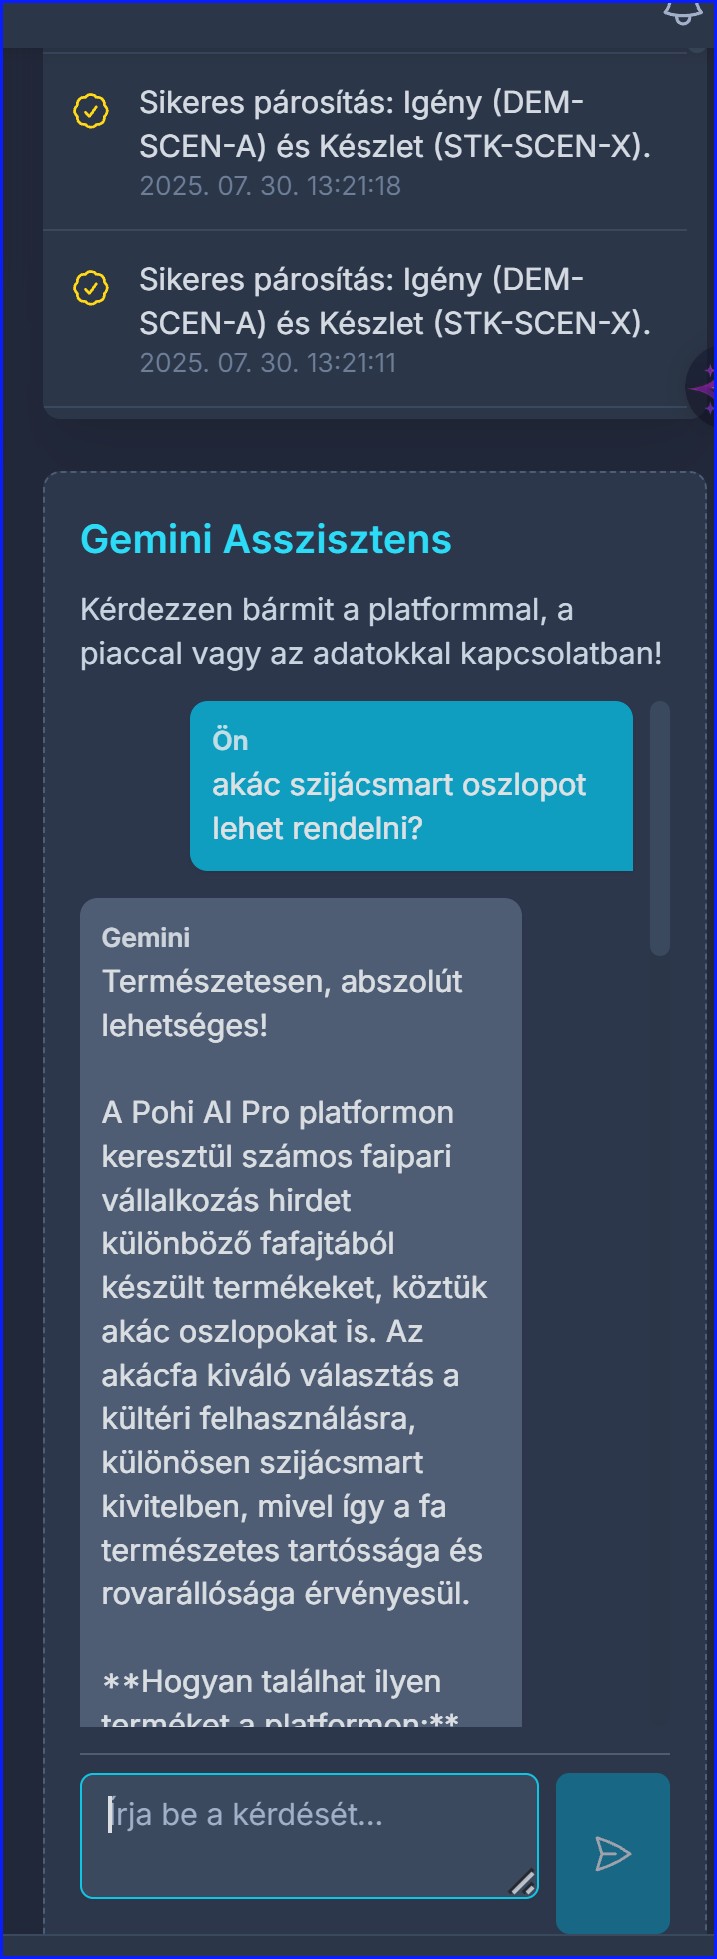 Sikeres párosítás: Igény (DEM-
SCEN-A) és Készlet (STK-SCEN-X).
2025. 07. 30. 13:21:18
Sikeres párosítás: Igény (DEM-
SCEN-A) és Készlet (STK-SCEN-X).
2025. 07. 30. 13:21:11
Gemini Asszisztens
Kérdezzen bármit a platformmal, a
piaccal vagy az adatokkal kapcsolatban!
Ön
akác szijácsmart oszlopot
lehet rendelni?
Gemini
Természetesen, abszolút
lehetséges!
A Pohi AI Pro platformon
keresztül számos faipari
vállalkozás hirdet
különböző fafajtából
készült termékeket, köztük
akác oszlopokat is. Az
akácfa kiváló választás a
kültéri felhasználásra,
különösen szijácsmart
kivitelben, mivel így a fa
természetes tartóssága és
rovarállósága érvényesül.
**Hogyan találhat ilyen
terméket a platformon:**
Írja be a kérdését...